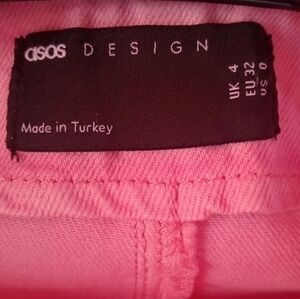 asos DESIGN
UK 4
EU 32
US 0
Made in Turkey